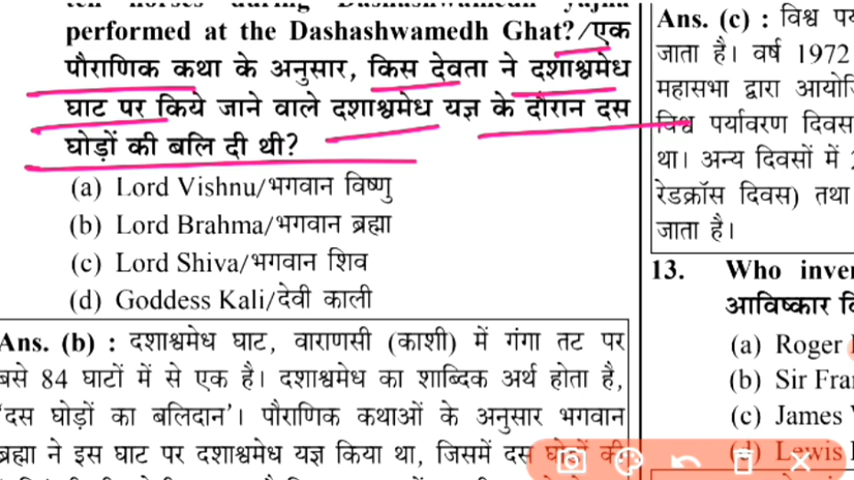 performed at the Dashashwamedh Ghat?/एक
पौराणिक कथा के अनुसार, किस देवता ने दशाश्वमेध
घाट पर किये जाने वाले दशाश्वमेध यज्ञ के दौरान दस
घोड़ों की बलि दी थी?
(a) Lord Vishnu/भगवान विष्णु
(b) Lord Brahma/भगवान ब्रह्मा
(c) Lord Shiva/भगवान शिव
(d) Goddess Kali/देवी काली
Ans. (b) : दशाश्वमेध घाट, वाराणसी (काशी) में गंगा तट पर
बसे 84 घाटों में से एक है। दशाश्वमेध का शाब्दिक अर्थ होता है,
'दस घोड़ों का बलिदान'। पौराणिक कथाओं के अनुसार भगवान
ब्रह्मा ने इस घाट पर दशाश्वमेध यज्ञ किया था, जिसमें दस घोड़ों की
Ans. (c) : विश्व
जाता है। वर्ष 1972
महासभा द्वारा
विश्व पर्यावरण दिवस
था। अन्य दिवसों में
रेडक्रॉस दिवस) तथा
जाता है।
13. Who
आविष्कार
(a) Roger
(b) Sir
(c) James
(d) Lewis